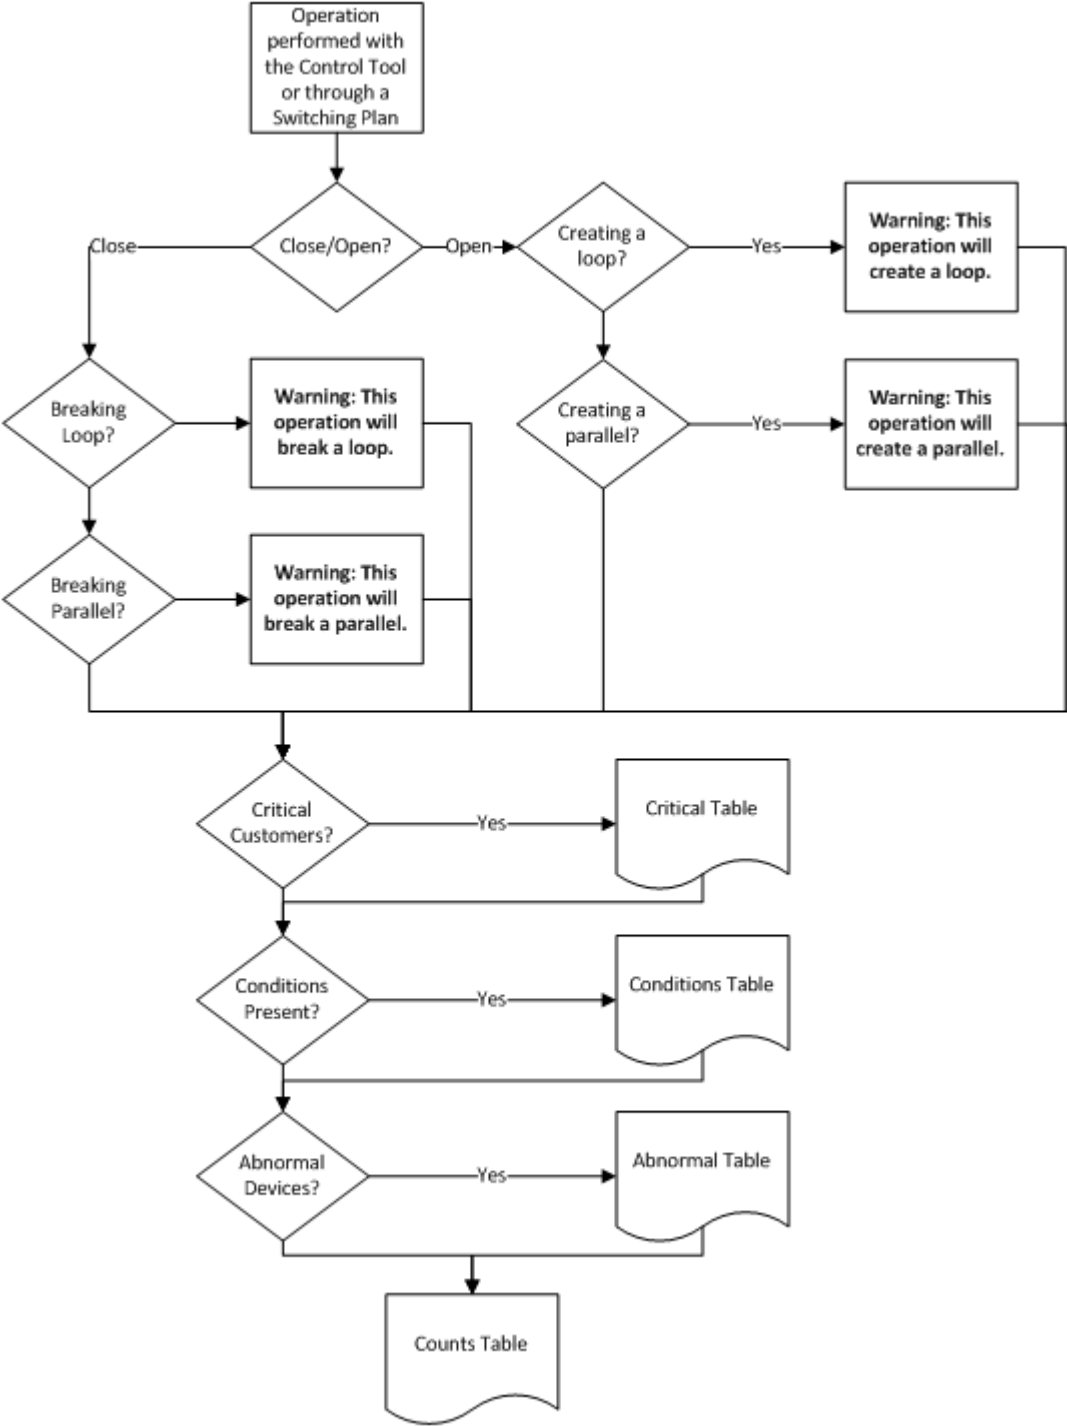 Operation
performed with
the Control Tool
or through a
Switching Plan
Close
Close/Open?
Open
Creating a
loop?
Yes
Warning: This
operation will
create a loop.
Breaking
Loop?
Warning: This
operation will
break a loop.
Creating a
parallel?
Yes
Warning: This
operation will
create a parallel.
Breaking
Parallel?
Warning: This
operation will
break a parallel.
Critical
Customers?
Yes
Critical Table
Conditions
Present?
Yes
Conditions Table
Abnormal
Devices?
Yes
Abnormal Table
Counts Table